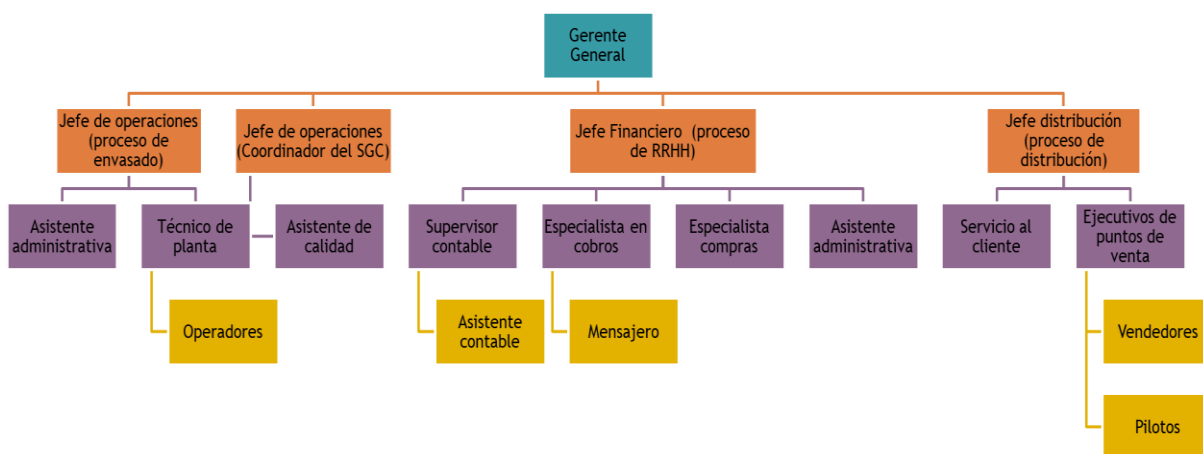 Gerente
General
Jefe de operaciones
(proceso de
envasado)
Jefe de operaciones
(Coordinador del SGC)
Jefe Financiero  (proceso
de RRHH)
Jefe distribución
(proceso de
distribución)
Asistente
administrativa
Técnico de
planta
Asistente de
calidad
Supervisor
contable
Especialista en
cobros
Especialista
compras
Asistente
administrativa
Servicio al
cliente
Ejecutivos de
puntos de
venta
Operadores
Asistente
contable
Mensajero
Vendedores
Pilotos